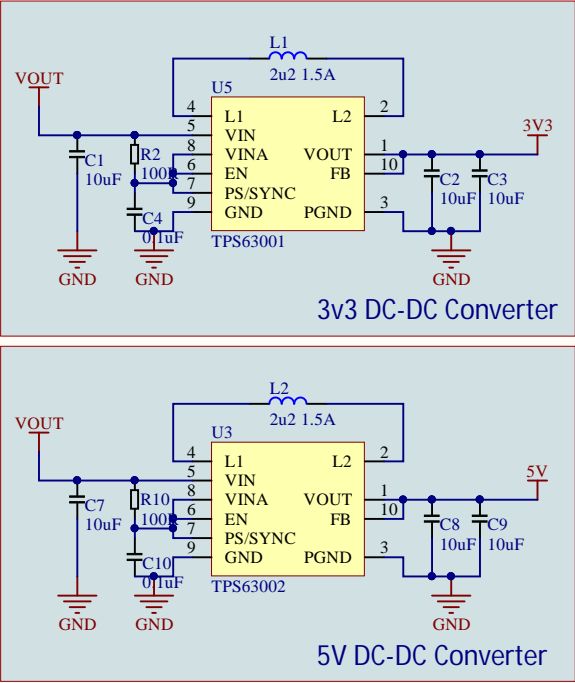 L1
2u2 1.5A
VOUT
U5
3V3
4 L1 L2 2
5 VIN
8 VINA VOUT 1
6 EN FB 10
7 PS/SYNC
9 GND PGND 3
TPS63001
C1
10uF
R2
100R
C4
0.1uF
C2
10uF
C3
10uF
GND
GND
GND
3v3 DC-DC Converter
L2
2u2 1.5A
VOUT
U3
5V
4 L1 L2 2
5 VIN
8 VINA VOUT 1
6 EN FB 10
7 PS/SYNC
9 GND PGND 3
TPS63002
C7
10uF
R10
100R
C10
0.1uF
C8
10uF
C9
10uF
GND
GND
GND
5V DC-DC Converter